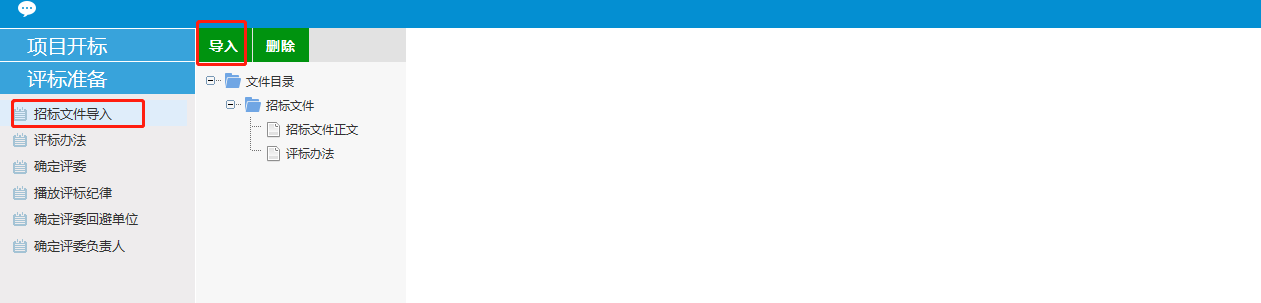 项目开标
评标准备
招标文件导入
评标办法
确定评委
播放评标纪律
确定评委回避单位
确定评委负责人
导入 删除
文件目录
招标文件
招标文件正文
评标办法